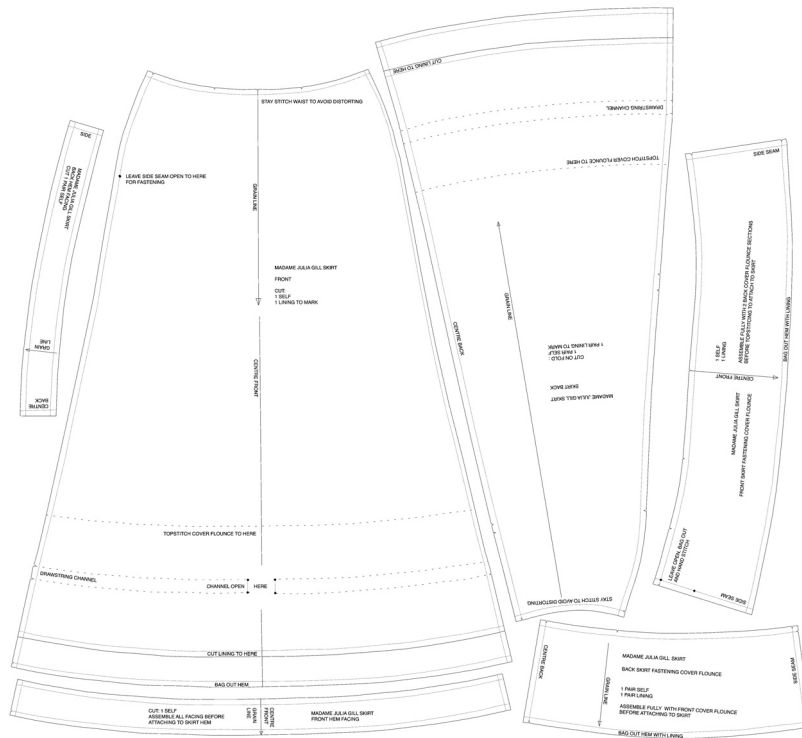 STAY STITCH WAIST TO AVOID DISTORTING
LEAVE SIDE SEAM OPEN TO HERE
FOR FASTENING
GRAIN LINE
MADAME JULIA GILL SKIRT
FRONT
CUT:
1 SELF
1 LINING TO MARK
CENTRE FRONT
TOPSTITCH COVER FLOUNCE TO HERE
DRAWSTRING CHANNEL
CHANNEL OPEN HERE
CUT LINING TO HERE
BAG OUT HEM
SIDE
MADAME JULIA GILL SKIRT
BACK HEM FACING
CUT 1 PAIR SELF
GRAIN
LINE
CENTRE
BACK
CUT: 1 SELF
ASSEMBLE ALL FACING BEFORE
ATTACHING TO SKIRT HEM
GRAIN
LINE
CENTRE
FRONT
MADAME JULIA GILL SKIRT
FRONT HEM FACING
CUT LINING TO HERE
DRAWSTRING CHANNEL
TOPSTITCH COVER FLOUNCE TO HERE
GRAIN LINE
CENTRE BACK
MADAME JULIA GILL SKIRT
SKIRT BACK
CUT ON FOLD:
1 PAIR SELF
1 PAIR LINING TO MARK
STAY STITCH TO AVOID DISTORTING
SIDE SEAM
MADAME JULIA GILL SKIRT
FRONT SKIRT FASTENING COVER FLOUNCE
1 SELF
1 LINING
ASSEMBLE FULLY WITH 2 BACK COVER FLOUNCE SECTIONS
BEFORE TOPSTITCING TO ATTACH TO SKIRT
BAG OUT HEM WITH LINING
CENTRE FRONT
LEAVE OPEN, BAG OUT
AND HAND STITCH
SIDE SEAM
CENTRE BACK
GRAIN LINE
MADAME JULIA GILL SKIRT
BACK SKIRT FASTENING COVER FLOUNCE
1 PAIR SELF
1 PAIR LINING
ASSEMBLE FULLY WITH FRONT COVER FLOUNCE
BEFORE ATTACHING TO SKIRT
SIDE SEAM
BAG OUT HEM WITH LINING